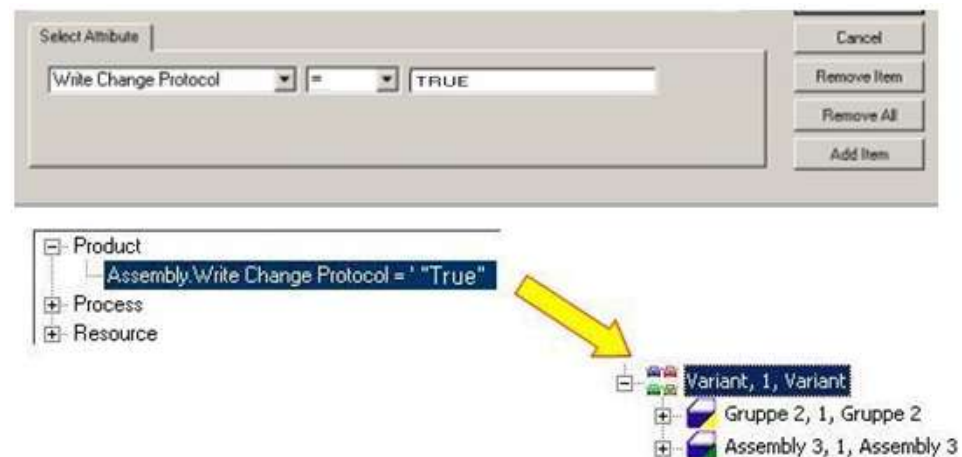 Select Attribute
Write Change Protocol = TRUE
Cancel
Remove Item
Remove All
Add Item
Product
Assembly.Write Change Protocol = ' "True"
Process
Resource
Variant, 1, Variant
Gruppe 2, 1, Gruppe 2
Assembly 3, 1, Assembly 3